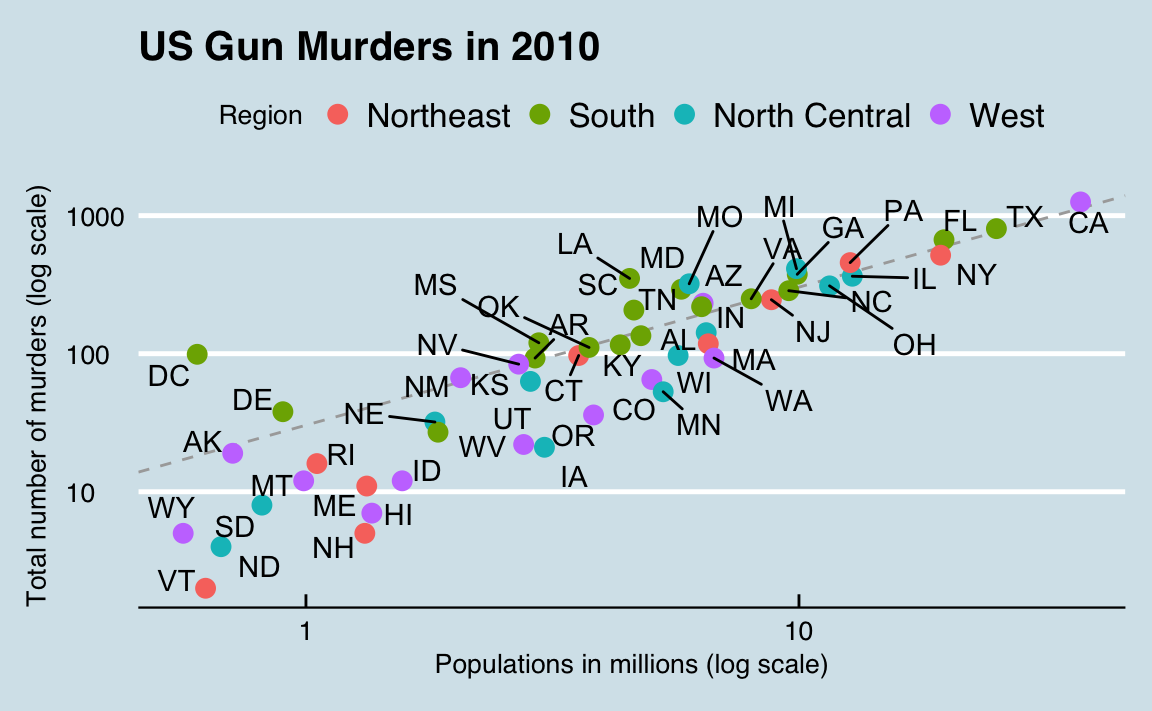 US Gun Murders in 2010
Region Northeast South North Central West
Total number of murders (log scale)
1000
100
10
MO
MI
PA
GA
FL
TX
CA
LA
MD
VA
SC
AZ
IL
NY
MS
OK
TN
NC
AR
IN
NJ
OH
NV
AL
DC
KY
MA
NM
KS
CT
WI
WA
DE
NE
UT
CO
MN
AK
RI
WV
OR
ID
IA
MT
WY
ME
HI
SD
NH
ND
VT
1
10
Populations in millions (log scale)